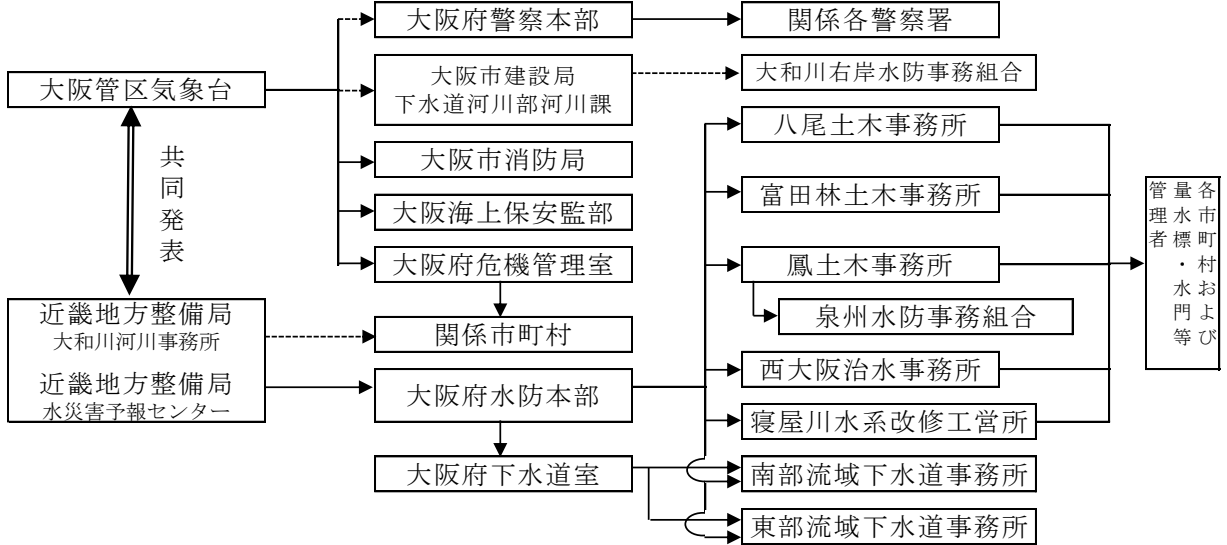 大阪管区気象台
共同発表
近畿地方整備局
大和川河川事務所
近畿地方整備局
水災害予報センター
大阪府警察本部
大阪市建設局
下水道河川部河川課
大阪市消防局
大阪海上保安監部
大阪府危機管理室
関係市町村
大阪府水防本部
大阪府下水道室
関係各警察署
大和川右岸水防事務組合
八尾土木事務所
富田林土木事務所
鳳土木事務所
泉州水防事務組合
西大阪治水事務所
寝屋川水系改修工営所
南部流域下水道事務所
東部流域下水道事務所
各市町村および
量水標・水門等
管理者